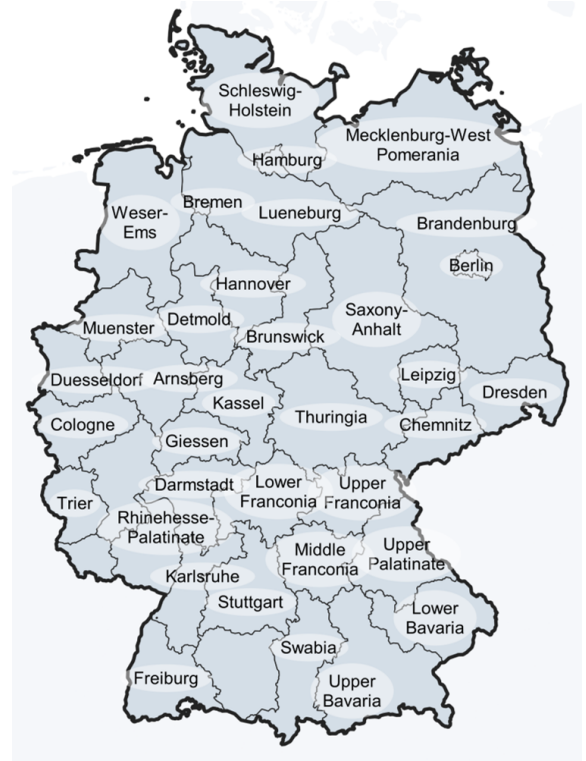 Schleswig-
Holstein
Mecklenburg-West
Pomerania
Hamburg
Bremen
Weser-
Ems
Lueneburg
Brandenburg
Berlin
Hannover
Saxony-
Anhalt
Detmold
Muenster
Brunswick
Leipzig
Duesseldorf
Arnsberg
Dresden
Kassel
Thuringia
Cologne
Chemnitz
Giessen
Darmstadt
Lower
Franconia
Upper
Franconia
Trier
Rhinehesse-
Palatinate
Middle
Franconia
Upper
Palatinate
Karlsruhe
Stuttgart
Lower
Bavaria
Swabia
Freiburg
Upper
Bavaria